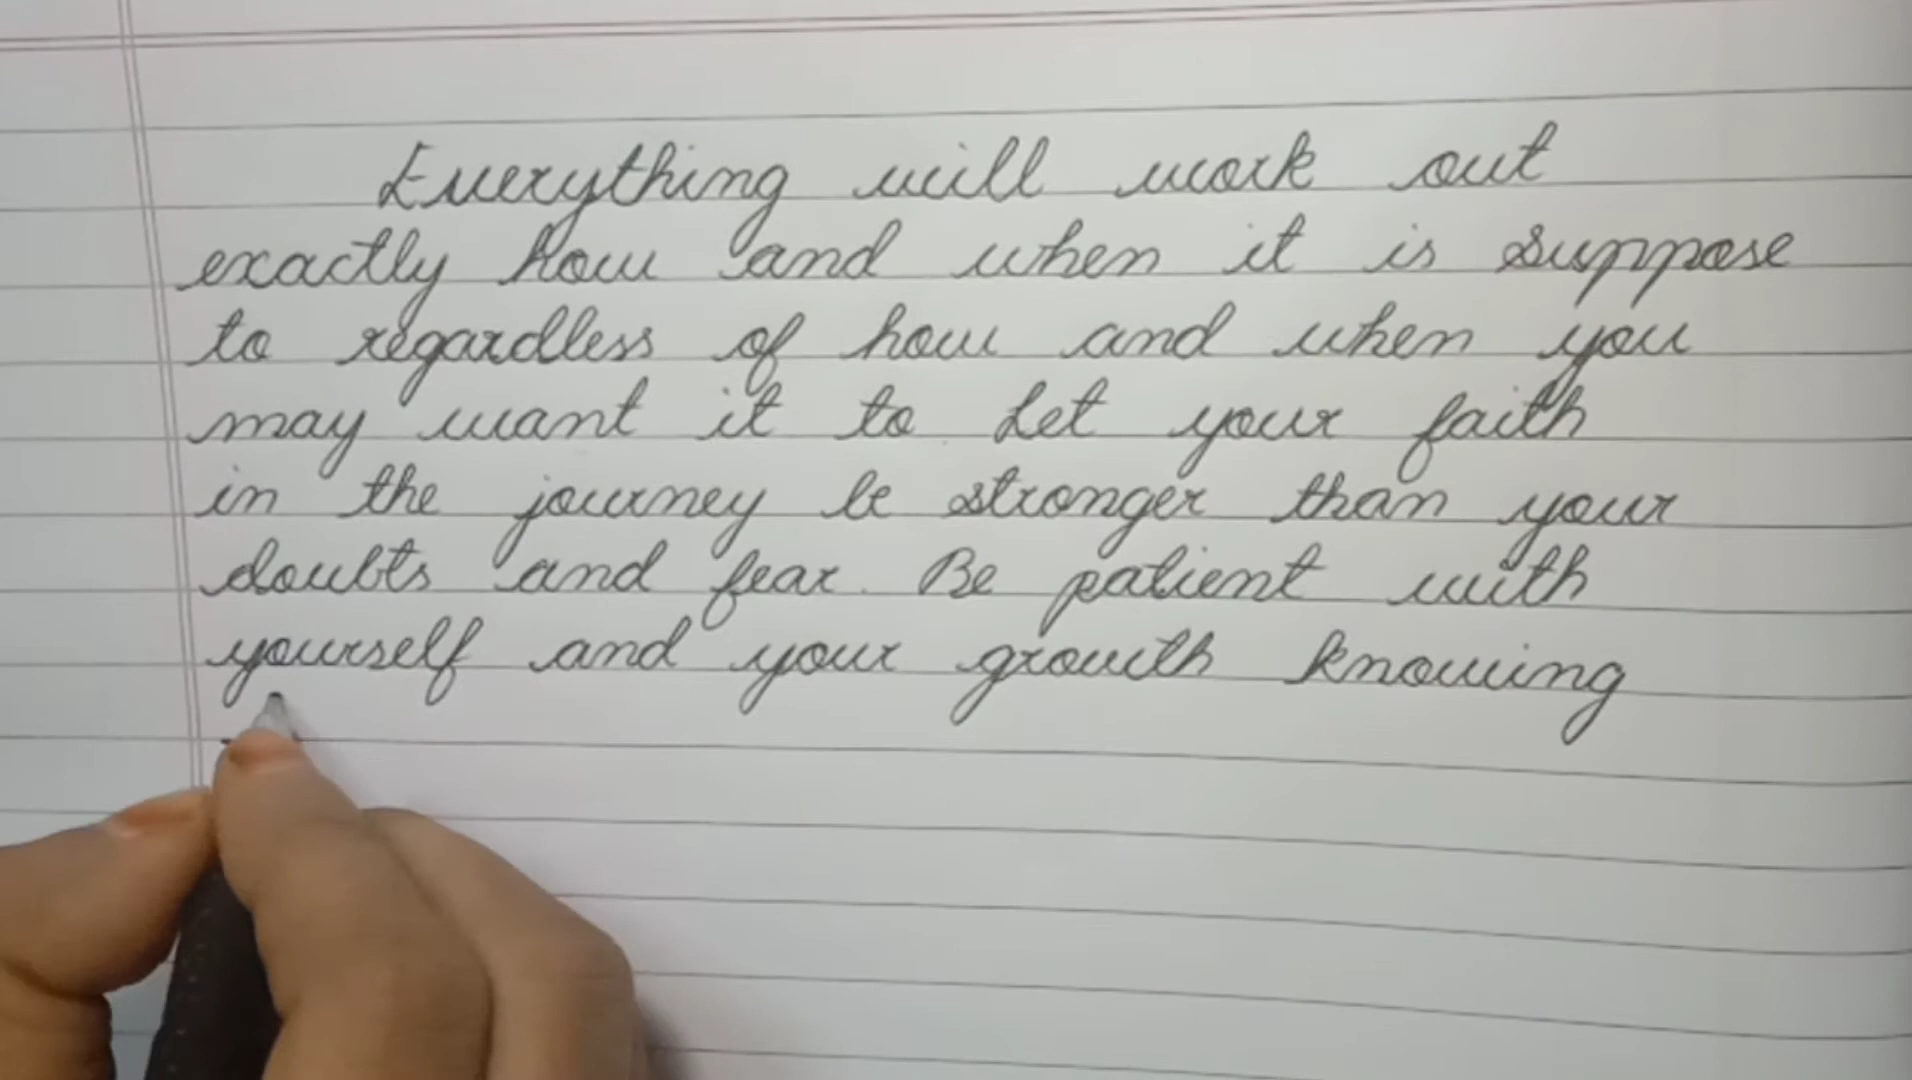 Everything will work out
exactly how and when it is suppose
to regardless of how and when you
may want it to. Let your faith
in the journey be stronger than your
doubts and fear. Be patient with
yourself and your growth knowing